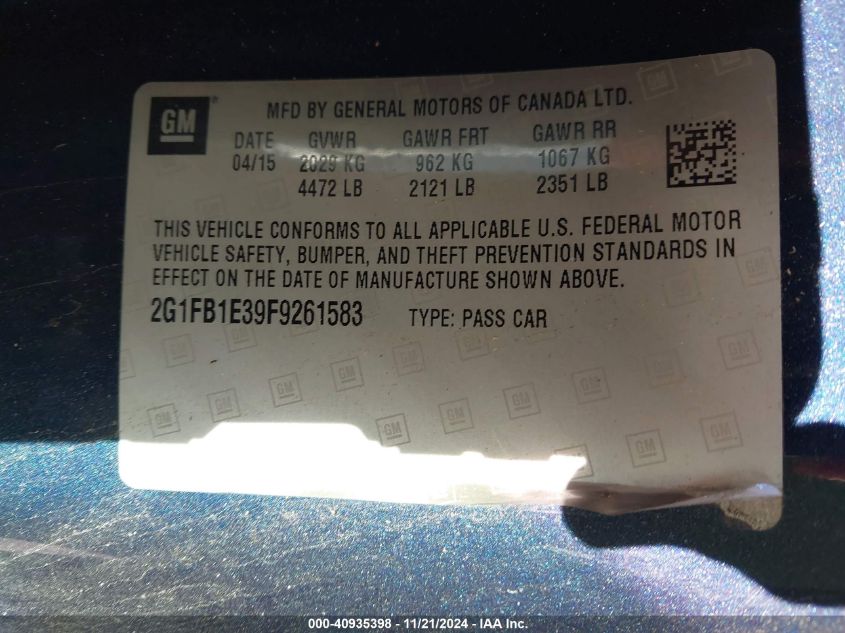 GM®
MFD BY GENERAL MOTORS OF CANADA LTD.
DATE GVWR GAWR FRT GAWR RR
04/15 2029 KG 962 KG 1067 KG
4472 LB 2121 LB 2351 LB
THIS VEHICLE CONFORMS TO ALL APPLICABLE U.S. FEDERAL MOTOR
VEHICLE SAFETY, BUMPER, AND THEFT PREVENTION STANDARDS IN
EFFECT ON THE DATE OF MANUFACTURE SHOWN ABOVE.
2G1FB1E39F9261583 TYPE: PASS CAR
000-40935398 - 11/21/2024 - IAA Inc.